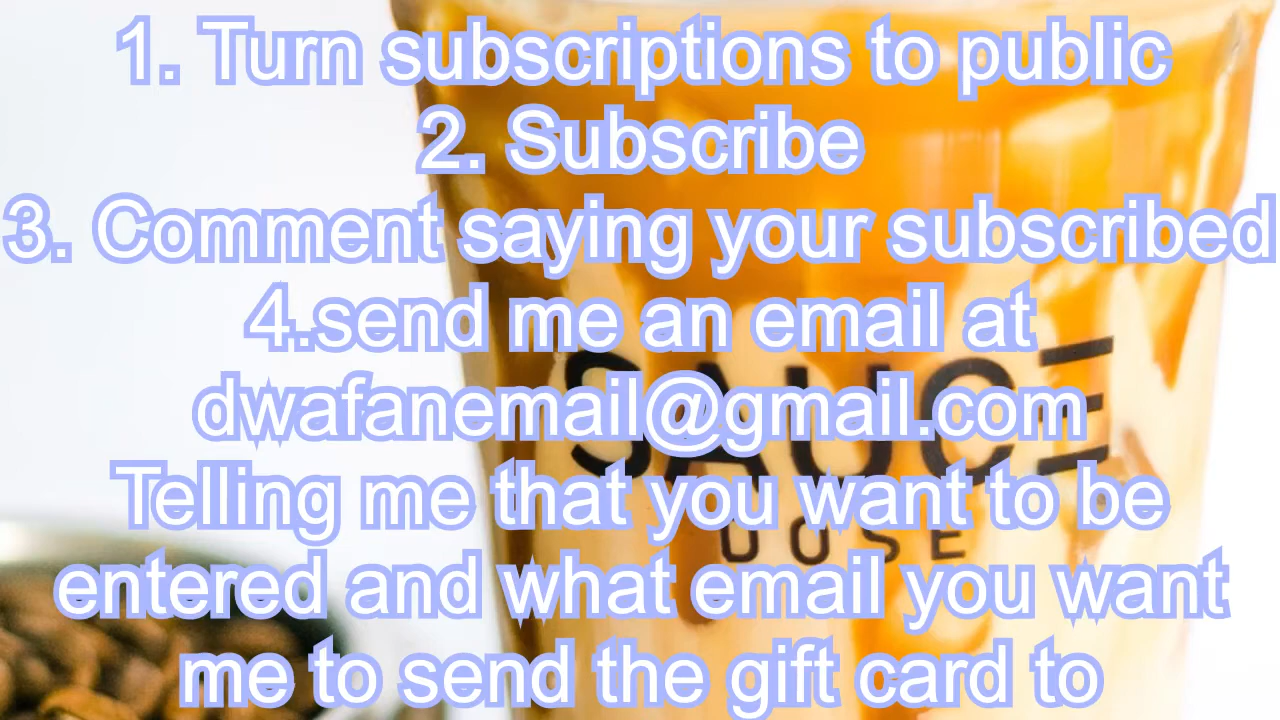 1. Turn subscriptions to public
2. Subscribe
3. Comment saying your subscribed
4.send me an email at
dwafanemail@gmail.com
Telling me that you want to be
entered and what email you want
me to send the gift card to
SAUCE
DOSE